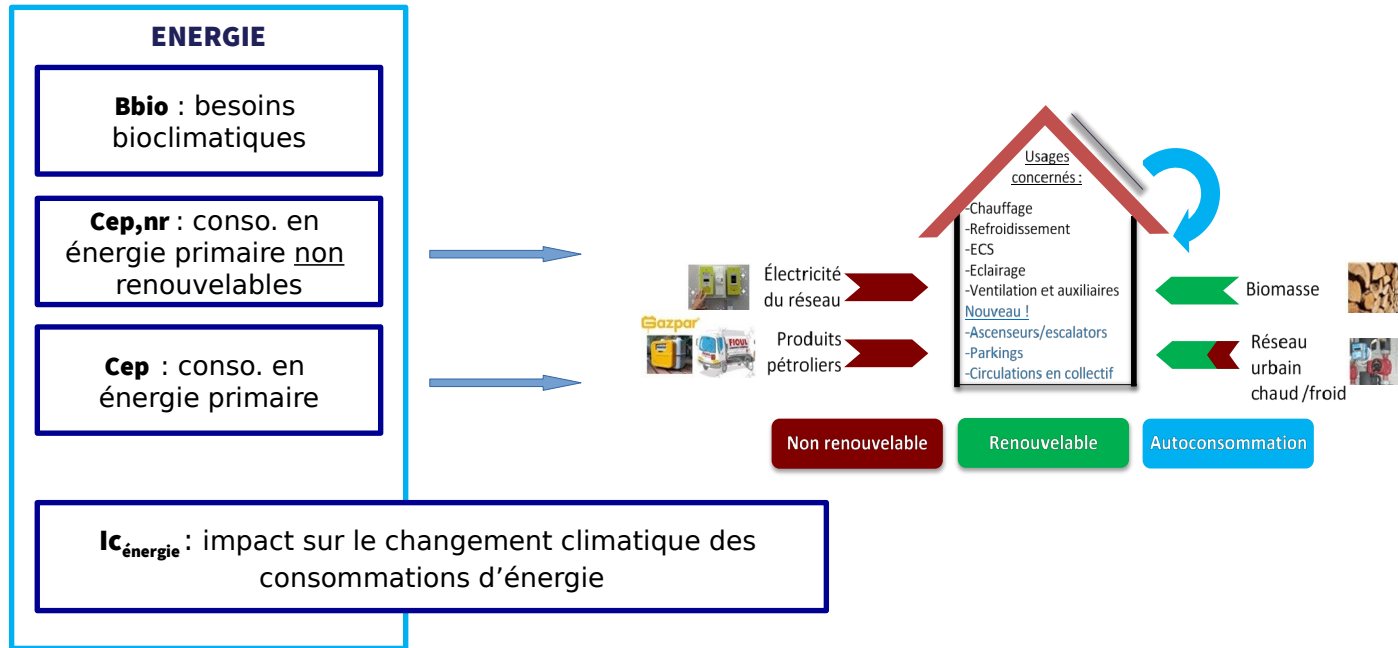 ENERGIE
Bbio : besoins
bioclimatiques
Cep,nr : conso. en
énergie primaire non
renouvelables
Cep : conso. en
énergie primaire
Ic énergie : impact sur le changement climatique des
consommations d’énergie
Usages
concernés :
-Chauffage
-Refroidissement
-ECS
-Eclairage
-Ventilation et auxiliaires
Nouveau !
-Ascenseurs/escalators
-Parkings
-Circulations en collectif
Électricité
du réseau
Gazpar
FIOUL
Produits
pétroliers
Biomasse
Réseau
urbain
chaud /froid
Non renouvelable
Renouvelable
Autoconsommation